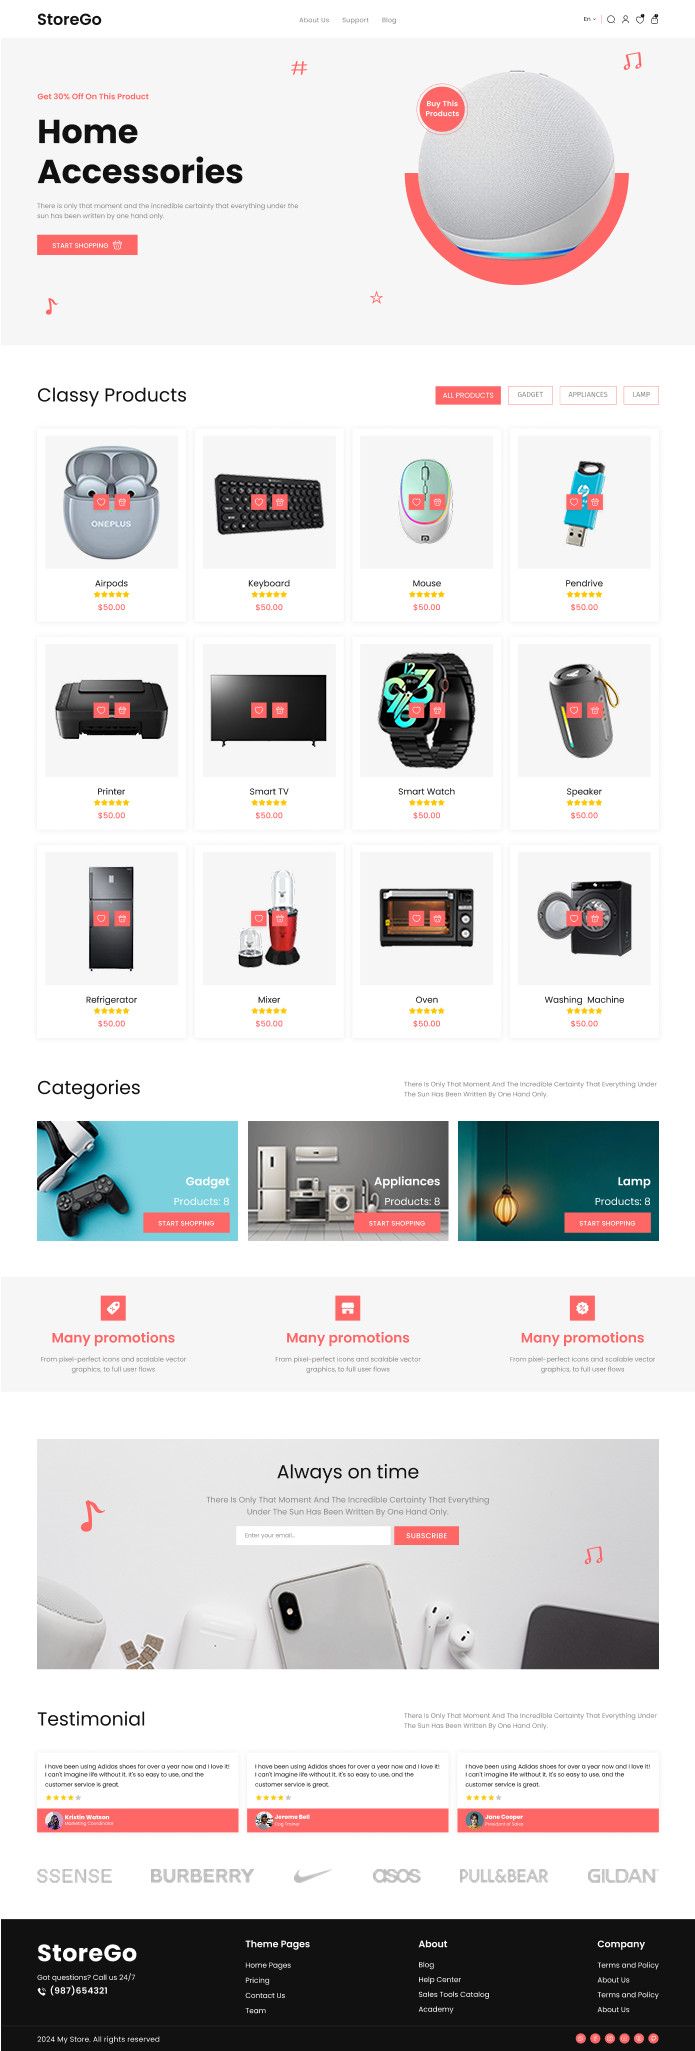 StoreGo
About Us Support Blog
En
Get 30% Off On This Product
Buy This
Products
Home
Accessories
There is only that moment and the incredible certainty that everything under the
sun has been written by one hand only.
START SHOPPING
Classy Products
ALL PRODUCTS GADGET APPLIANCES LAMP
ONEPLUS
hp
Airpods Keyboard Mouse Pendrive
$50.00 $50.00 $50.00 $50.00
12
Printer Smart TV Smart Watch Speaker
$50.00 $50.00 $50.00 $50.00
Refrigerator Mixer Oven Washing Machine
$50.00 $50.00 $50.00 $50.00
Categories
There Is Only That Moment And The Incredible Certainty That Everything Under
The Sun Has Been Written By One Hand Only.
Gadget Appliances Lamp
Products: 8 Products: 8 Products: 8
START SHOPPING START SHOPPING START SHOPPING
Many promotions Many promotions Many promotions
From pixel-perfect icons and scalable vector From pixel-perfect icons and scalable vector From pixel-perfect icons and scalable vector
graphics, to full user flows graphics, to full user flows graphics, to full user flows
Always on time
There Is Only That Moment And The Incredible Certainty That Everything
Under The Sun Has Been Written By One Hand Only.
Enter your email... SUBSCRIBE
Testimonial
There Is Only That Moment And The Incredible Certainty That Everything Under
The Sun Has Been Written By One Hand Only.
I have been using Adidas shoes for over a year now and I love it! I have been using Adidas shoes for over a year now and I love it! I have been using Adidas shoes for over a year now and I love it!
I can't imagine life without it. It's so easy to use, and the I can't imagine life without it. It's so easy to use, and the I can't imagine life without it. It's so easy to use, and the
customer service is great. customer service is great. customer service is great.
Kristin Watson Jerome Bell Jane Cooper
Marketing Coordinator Dog Trainer President of Sales
SSENSE BURBERRY asos PULL&BEAR GILDAN
StoreGo
Got questions? Call us 24/7
(987)654321
Theme Pages
Home Pages
Pricing
Contact Us
Team
About
Blog
Help Center
Sales Tools Catalog
Academy
Company
Terms and Policy
About Us
Terms and Policy
About Us
2024 My Store. All rights reserved